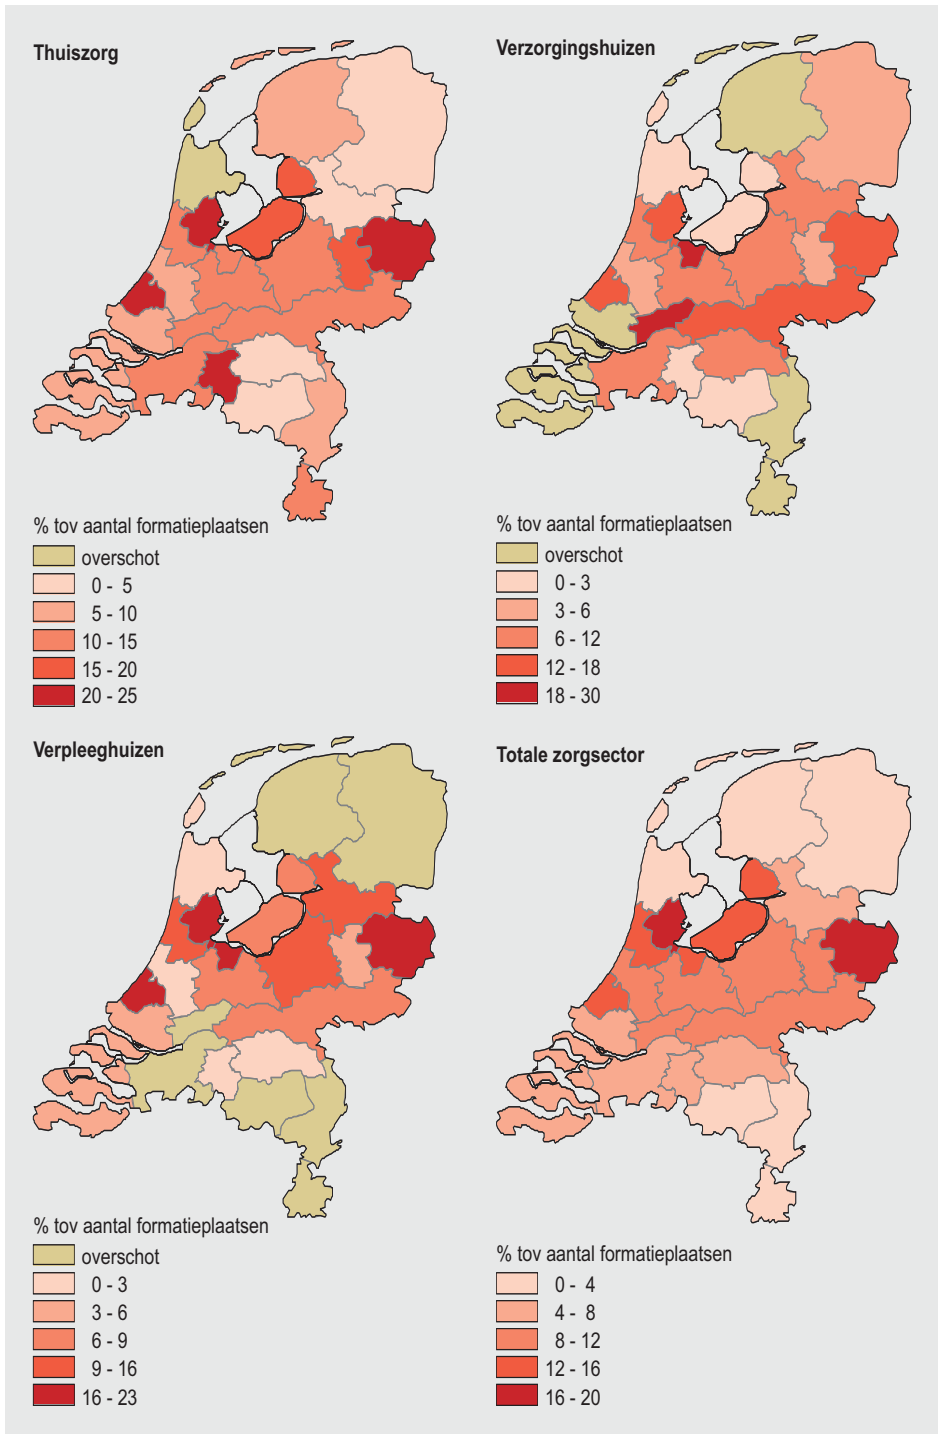 Thuiszorg
% tov aantal formatieplaatsen
overschot
0 - 5
5 - 10
10 - 15
15 - 20
20 - 25
Verzorgingshuizen
% tov aantal formatieplaatsen
overschot
0 - 3
3 - 6
6 - 12
12 - 18
18 - 30
Verpleeghuizen
% tov aantal formatieplaatsen
overschot
0 - 3
3 - 6
6 - 9
9 - 16
16 - 23
Totale zorgsector
% tov aantal formatieplaatsen
0 - 4
4 - 8
8 - 12
12 - 16
16 - 20